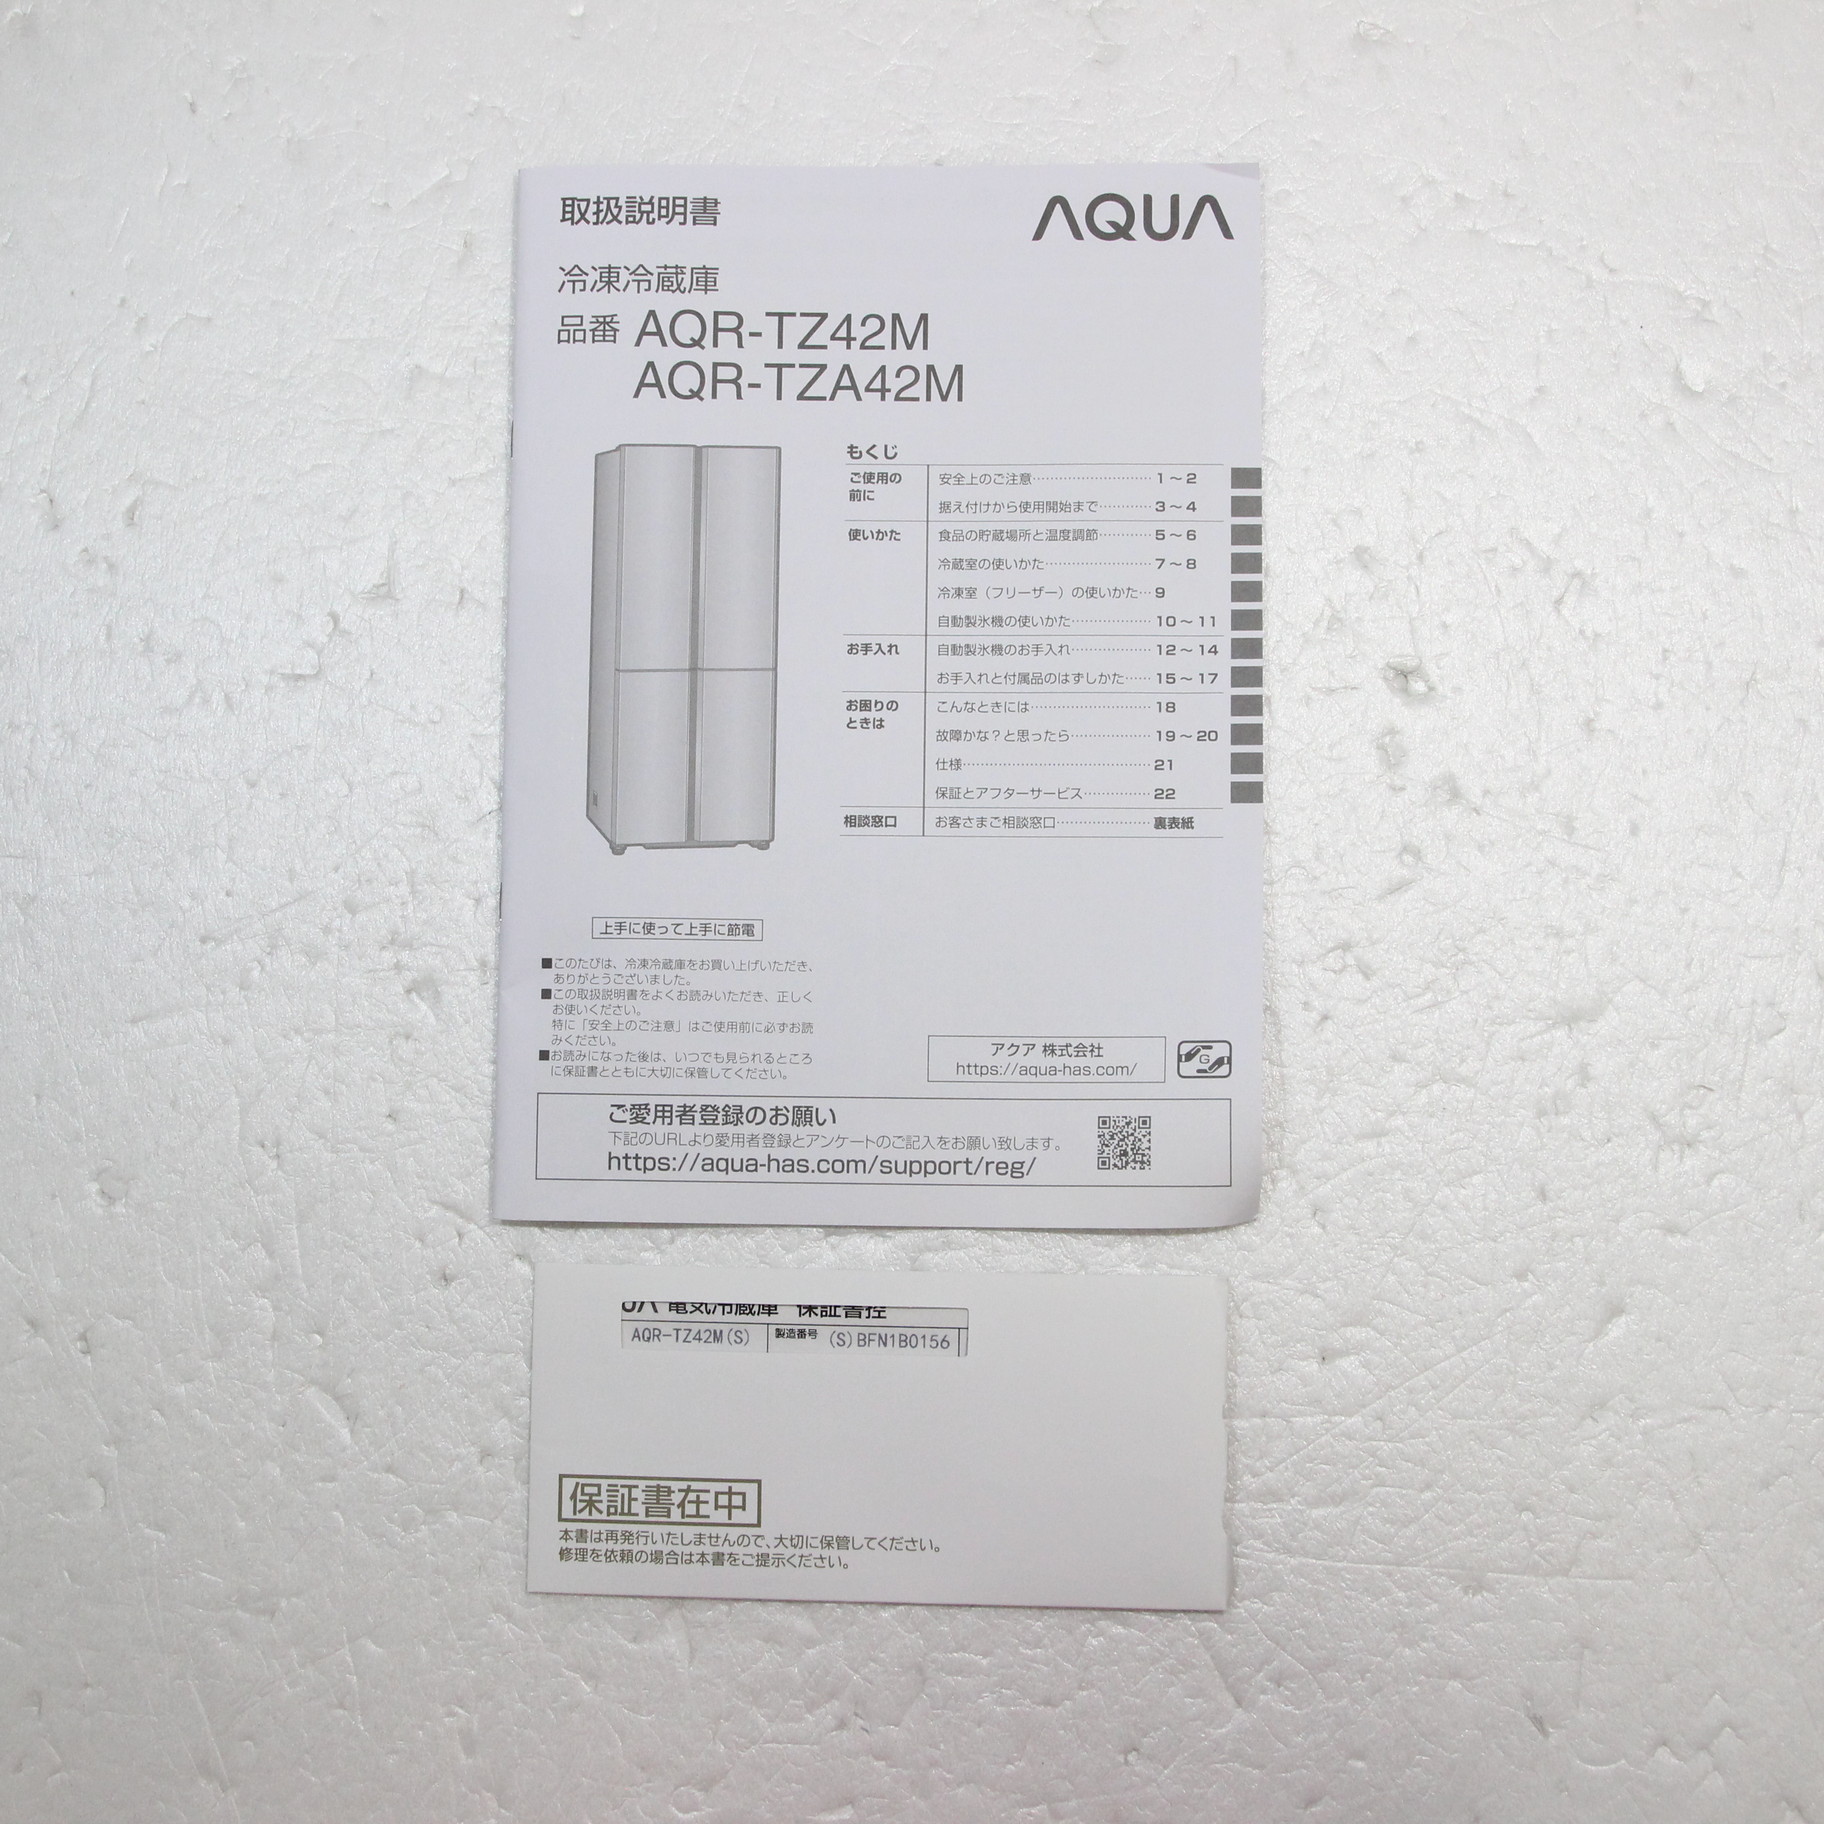 取扱説明書
AQUA
冷凍冷蔵庫
品番 AQR-TZ42M
AQR-TZA42M
もくじ
ご使用の
前に
安全上のご注意 1～2
据え付けから使用開始まで 3～4
使いかた
食品の貯蔵場所と温度調節 5～6
冷蔵室の使いかた 7～8
冷凍室（フリーザー）の使いかた 9
自動製氷機の使いかた 10～11
お手入れ
自動製氷機のお手入れ 12～14
お手入れと付属品のはずしかた 15～17
お困りの
ときは
こんなときには 18
故障かな？と思ったら 19～20
仕様 21
保証とアフターサービス 22
相談窓口
お客さまご相談窓口 裏表紙
上手に使って上手に節電
■このたびは、冷凍冷蔵庫をお買い上げいただき、
ありがとうございました。
■この取扱説明書をよくお読みいただき、正しく
お使いください。
特に「安全上のご注意」はご使用前に必ずお読
みください。
■お読みになった後は、いつでも見られるところ
に保証書とともに大切に保管してください。
アクア 株式会社
https://aqua-has.com/
G
ご愛用者登録のお願い
下記のURLより愛用者登録とアンケートのご記入をお願い致します。
https://aqua-has.com/support/reg/
UA 電気冷蔵庫 保証書控
AQR-TZ42M(S) 製造番号 (S)BFN1B0156
保証書在中
本書は再発行いたしませんので、大切に保管してください。
修理を依頼の場合は本書をご提示ください。